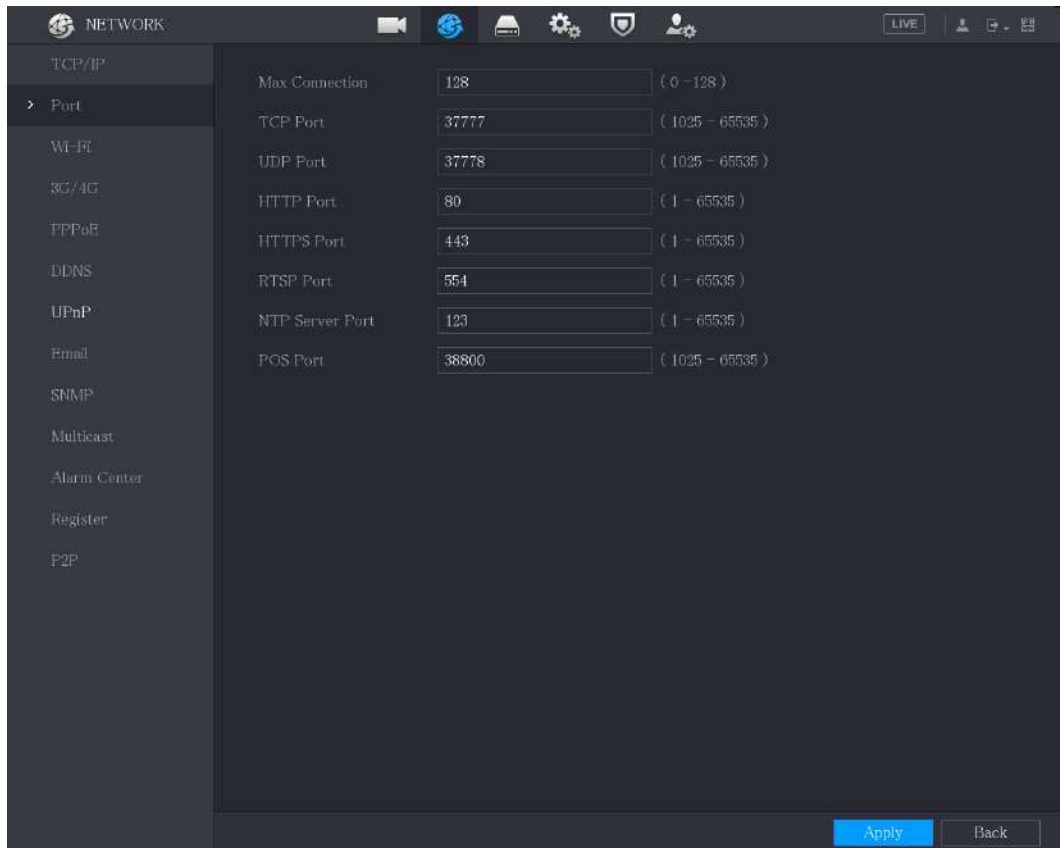 NETWORK
LIVE
TCP/IP
Port
Wi-Fi
3G/4G
PPPoE
DDNS
UPnP
Email
SNMP
Multicast
Alarm Center
Register
P2P
Max Connection 128 ( 0 -128 )
TCP Port 37777 ( 1025 - 65535 )
UDP Port 37778 ( 1025 - 65535 )
HTTP Port 80 ( 1 - 65535 )
HTTPS Port 443 ( 1 - 65535 )
RTSP Port 554 ( 1 - 65535 )
NTP Server Port 123 ( 1 - 65535 )
POS Port 38800 ( 1025 - 65535 )
Apply Back